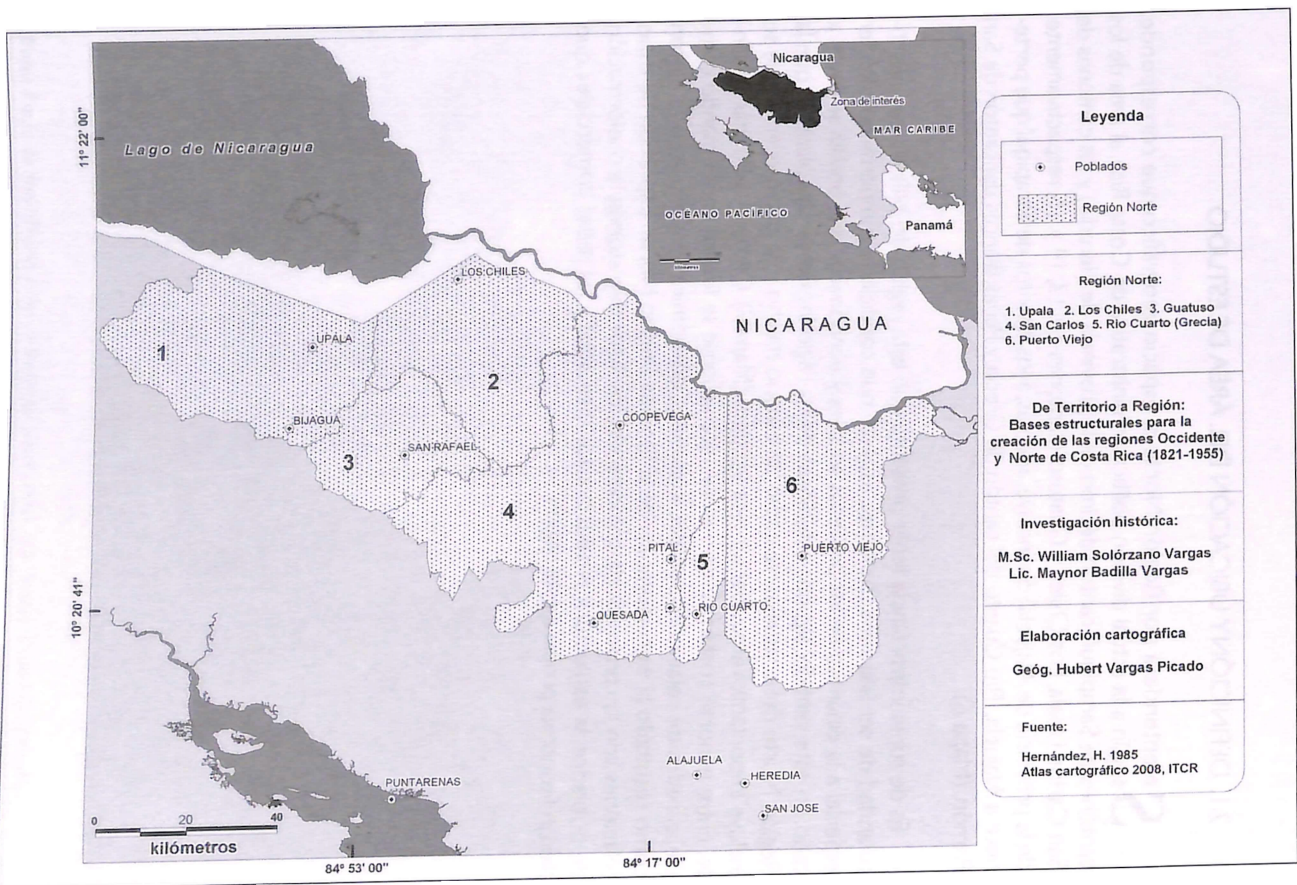 Nicaragua
Zona de interés
MAR CARIBE
OCÉANO PACÍFICO
Panamá
Lago de Nicaragua
11º 22' 00"
10º 20' 41"
LOS CHILES
NICARAGUA
UPALA
1
2
BIJAGUA
COOPEVEGA
SAN RAFAEL
3
6
4
PITAL
5
PUERTO VIEJO
QUESADA
RIO CUARTO
ALAJUELA
HEREDIA
PUNTARENAS
SAN JOSE
0 20 40
kilómetros
84º 53' 00"
84º 17' 00"
Leyenda
Poblados
Región Norte
Región Norte:
1. Upala 2. Los Chiles 3. Guatuso
4. San Carlos 5. Rio Cuarto (Grecia)
6. Puerto Viejo
De Territorio a Región:
Bases estructurales para la
creación de las regiones Occidente
y Norte de Costa Rica (1821-1955)
Investigación histórica:
M.Sc. William Solórzano Vargas
Lic. Maynor Badilla Vargas
Elaboración cartográfica
Geóg. Hubert Vargas Picado
Fuente:
Hernández, H. 1985
Atlas cartográfico 2008, ITCR